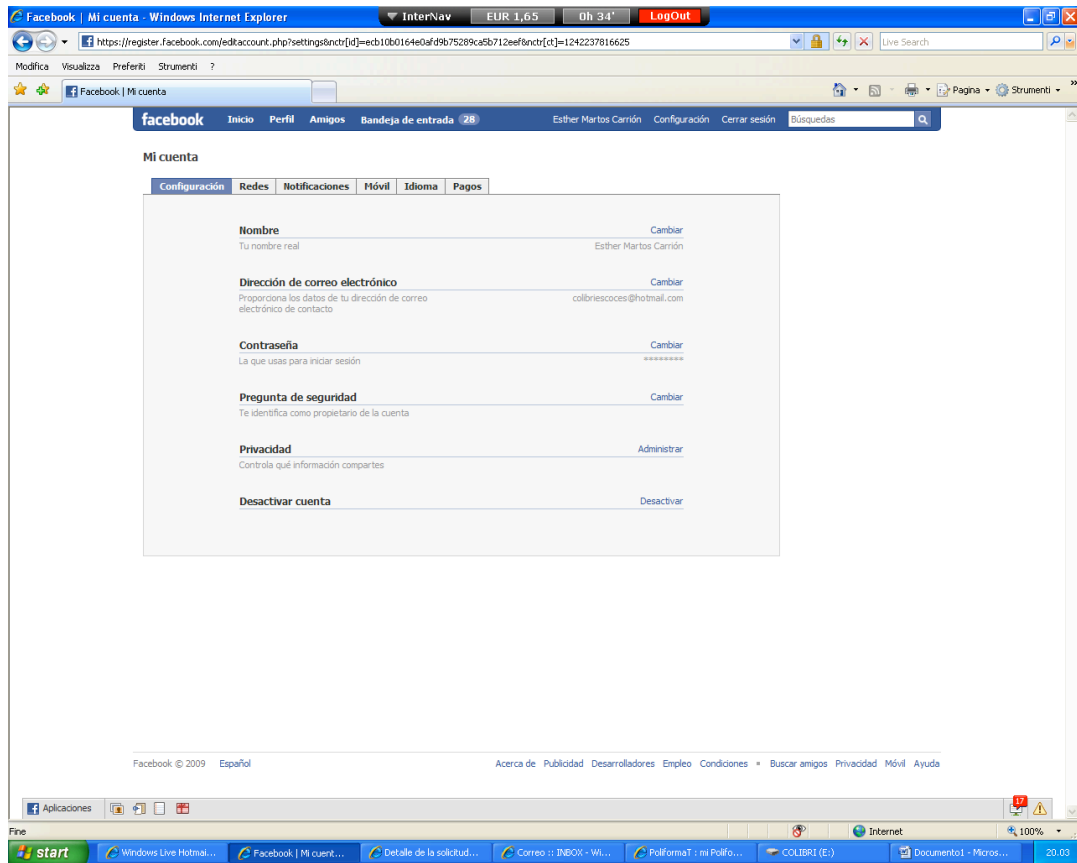 Facebook | Mi cuenta - Windows Internet Explorer
InterNav EUR 1,65 0h 34' LogOut
https://register.facebook.com/editaccount.php?settings&nctr[id]=ecb10b0164e0afd9b75289ca5b712eef&nctr[ct]=1242237816625
Live Search
Modifica Visualizza Preferiti Strumenti ?
Facebook | Mi cuenta
Pagina Strumenti »
facebook Inicio Perfil Amigos Bandeja de entrada 28 Esther Martos Carrión Configuración Cerrar sesión Búsquedas
Mi cuenta
Configuración Redes Notificaciones Móvil Idioma Pagos
Nombre Cambiar
Tu nombre real Esther Martos Carrión
Dirección de correo electrónico Cambiar
Proporciona los datos de tu dirección de correo colibriescoces@hotmail.com
electrónico de contacto
Contraseña Cambiar
La que usas para iniciar sesión ********
Pregunta de seguridad Cambiar
Te identifica como propietario de la cuenta
Privacidad Administrar
Controla qué información compartes
Desactivar cuenta Desactivar
Facebook © 2009 Español Acerca de Publicidad Desarrolladores Empleo Condiciones ▪ Buscar amigos Privacidad Móvil Ayuda
Aplicaciones 17
Fine Internet 100%
start Windows Live Hotmai... Facebook | Mi cuent... Detalle de la solicitud... Correo :: INBOX - Wi... PoliformaT : mi Polifo... COLIBRI (E:) Documento1 - Micros... 20.03